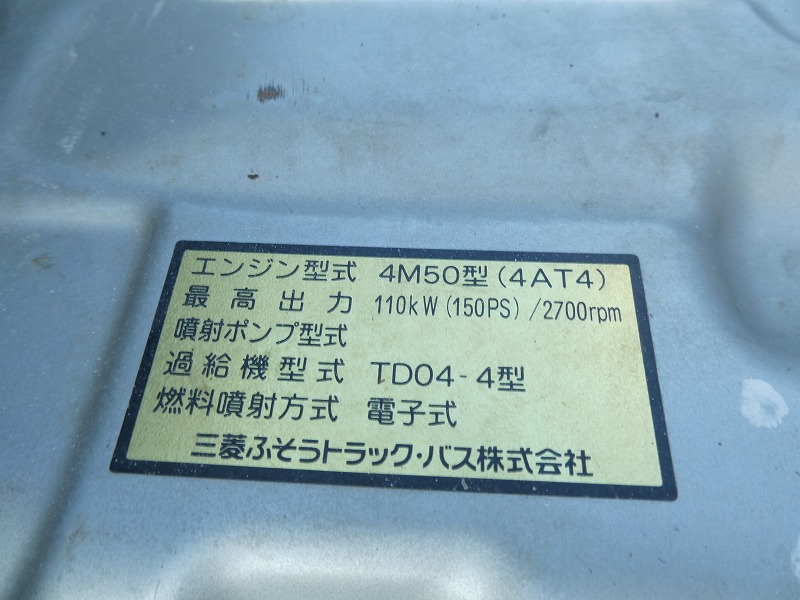 エンジン型式 4M50型(4AT4)
最高出力 110kW(150PS)/2700rpm
噴射ポンプ型式
過給機型式 TD04-4型
燃料噴射方式 電子式
三菱ふそうトラック・バス株式会社